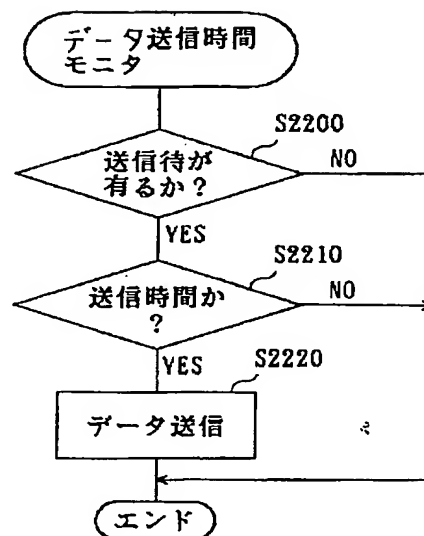 データ送信時間
モニタ
S2200
送信待が
有るか？
NO
YES
S2210
送信時間か
？
NO
YES
S2220
データ送信
エンド